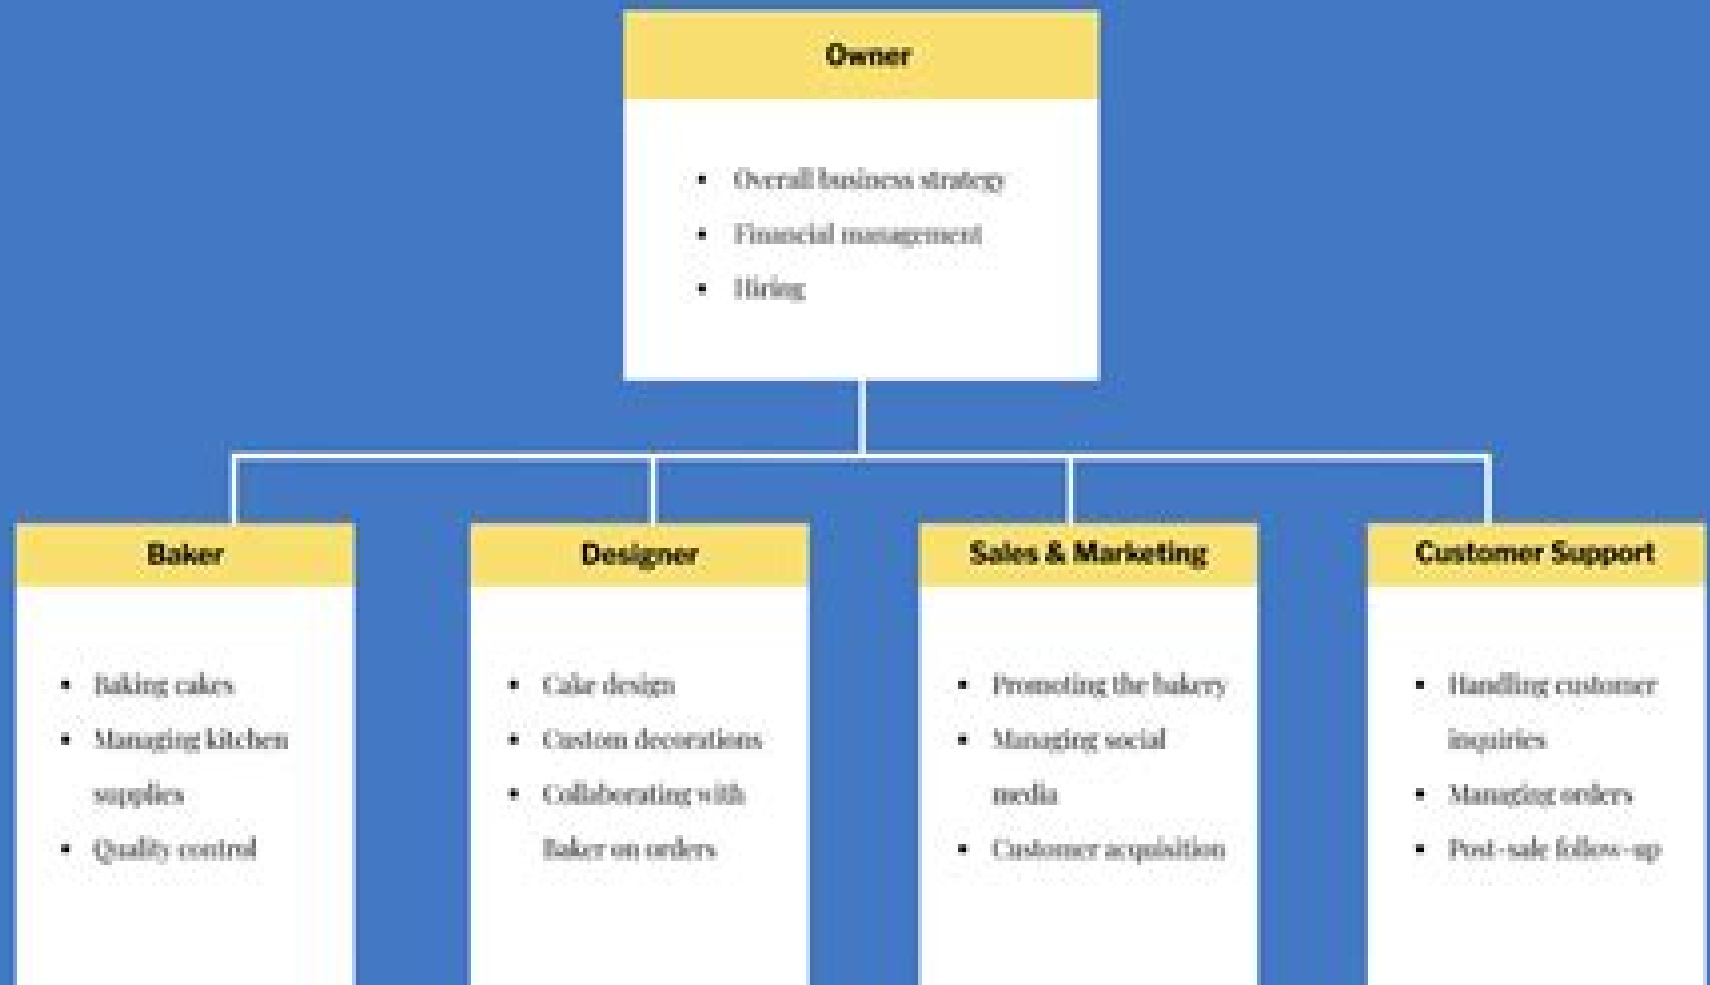 Owner
• Overall business strategy
• Financial management
• Hiring
Baker
• Baking cakes
• Managing kitchen
supplies
• Quality control
Designer
• Cake design
• Custom decorations
• Collaborating with
Baker on orders
Sales & Marketing
• Promoting the bakery
• Managing social
media
• Customer acquisition
Customer Support
• Handling customer
inquiries
• Managing orders
• Post-sale follow-up